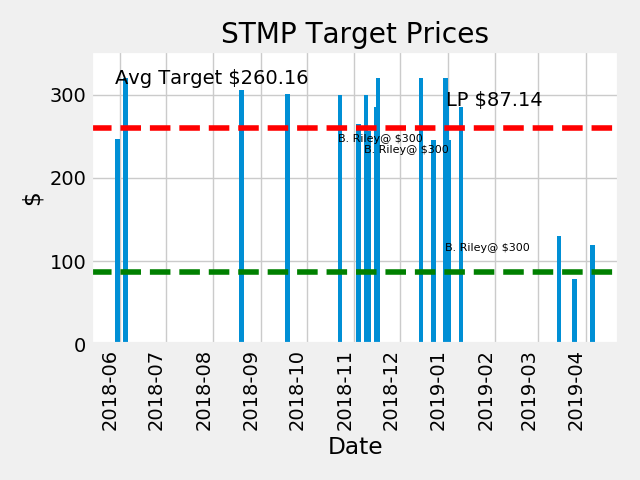 STMP Target Prices
Avg Target $260.16
LP $87.14
B. Riley@ $300
B. Riley@ $300
B. Riley@ $300
$
300
200
100
0
2018-06
2018-07
2018-08
2018-09
2018-10
2018-11
2018-12
2019-01
2019-02
2019-03
2019-04
Date